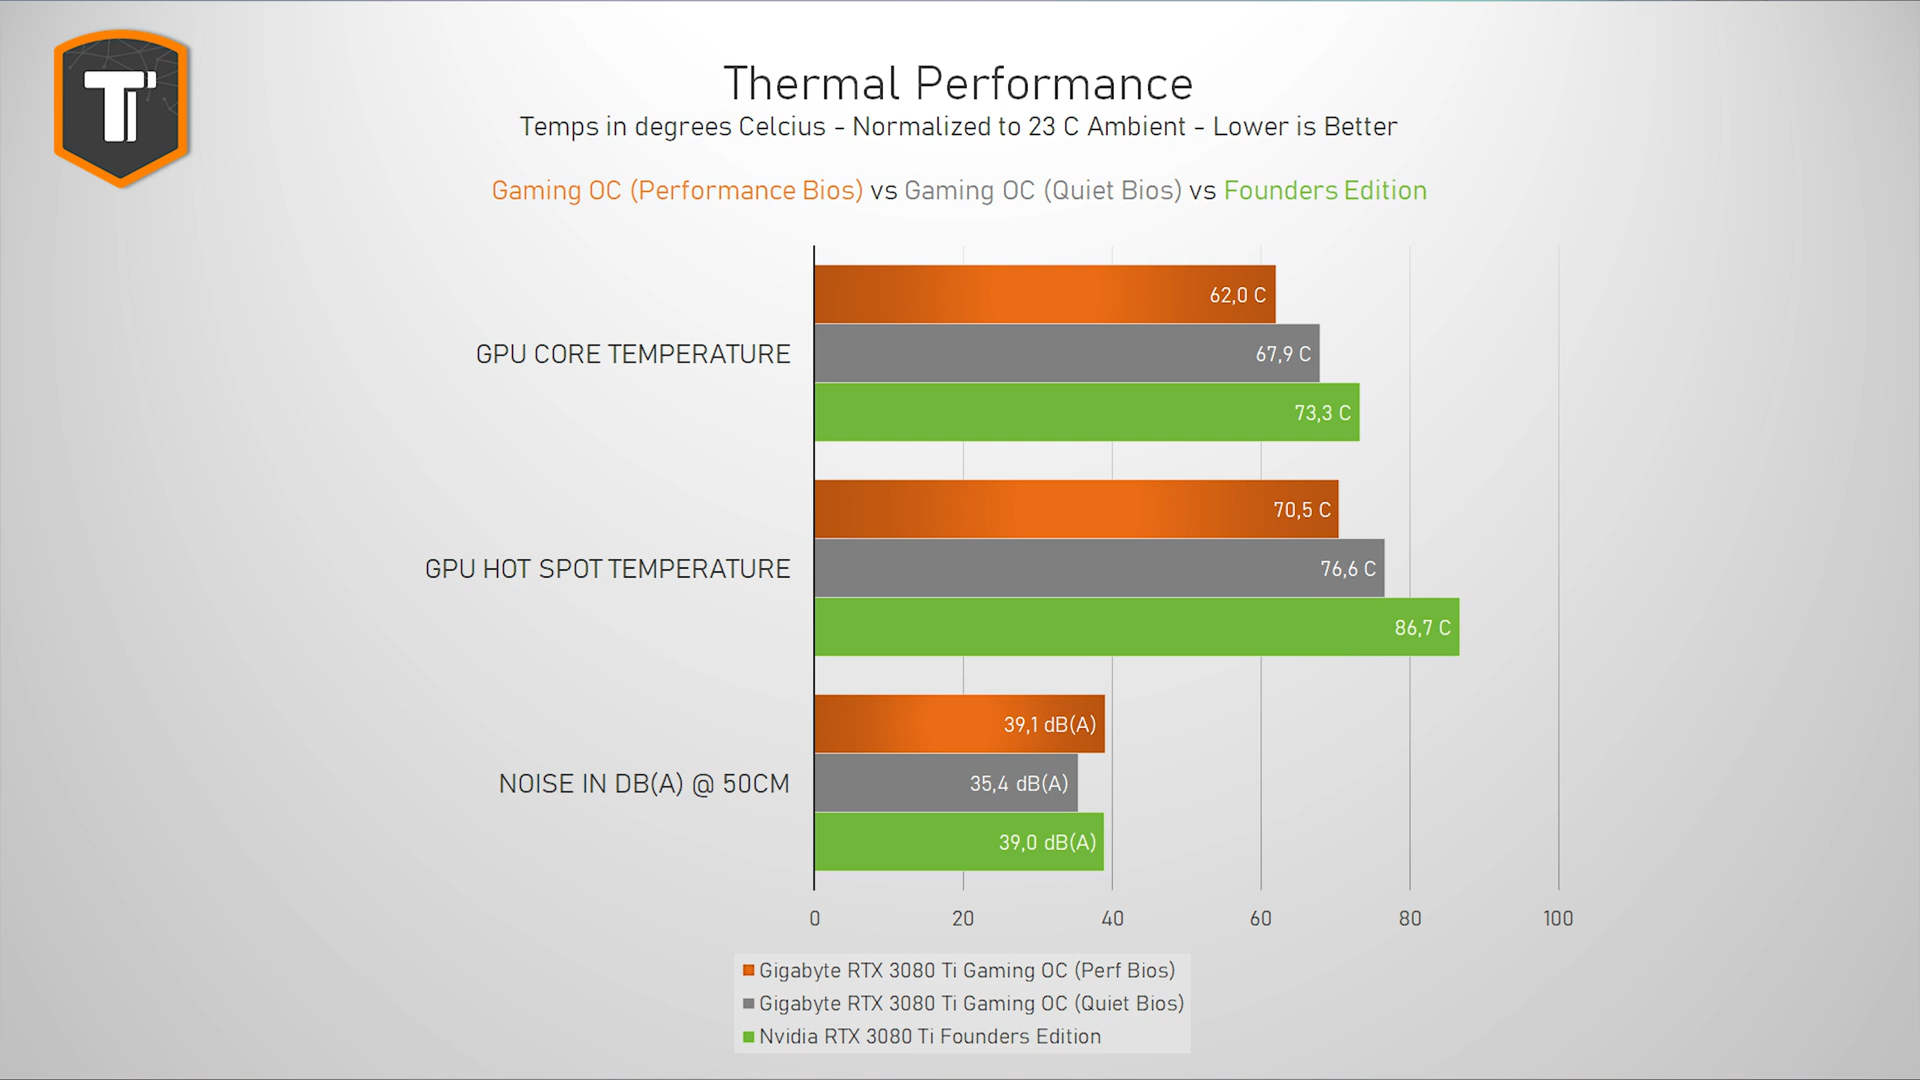 Ti
Thermal Performance
Temps in degrees Celcius - Normalized to 23 C Ambient - Lower is Better
Gaming OC (Performance Bios) vs Gaming OC (Quiet Bios) vs Founders Edition
GPU CORE TEMPERATURE
62,0 C
67,9 C
73,3 C
GPU HOT SPOT TEMPERATURE
70,5 C
76,6 C
86,7 C
NOISE IN DB(A) @ 50CM
39,1 dB(A)
35,4 dB(A)
39,0 dB(A)
0 20 40 60 80 100
Gigabyte RTX 3080 Ti Gaming OC (Perf Bios)
Gigabyte RTX 3080 Ti Gaming OC (Quiet Bios)
Nvidia RTX 3080 Ti Founders Edition